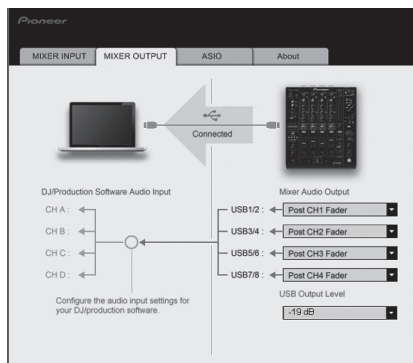 Pioneer
MIXER INPUT
MIXER OUTPUT
ASIO
About
Pioneer
Connected
DJ/Production Software Audio Input
Mixer Audio Output
CH A :
USB1/2 :
Post CH1 Fader
CH B :
USB3/4 :
Post CH2 Fader
CH C :
USB5/6 :
Post CH3 Fader
CH D :
USB7/8 :
Post CH4 Fader
Configure the audio input settings for
your DJ/production software.
USB Output Level
-19 dB